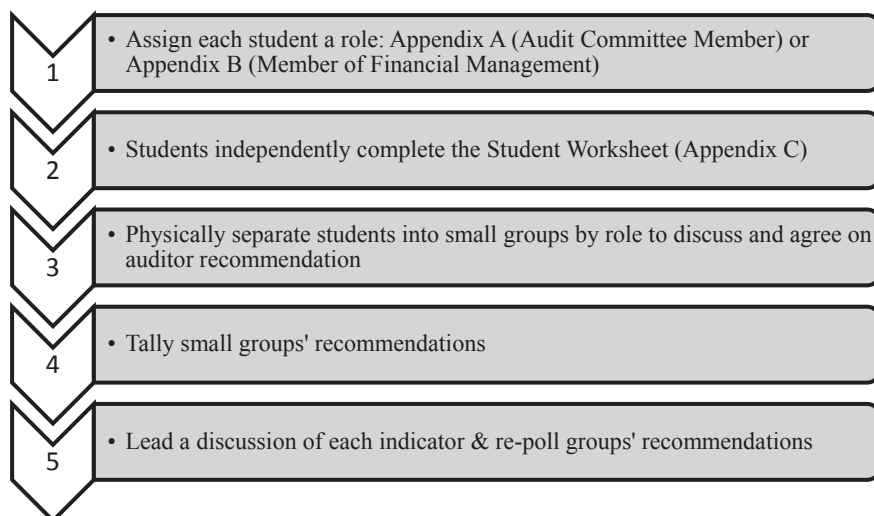 1
• Assign each student a role: Appendix A (Audit Committee Member) or
Appendix B (Member of Financial Management)
2
• Students independently complete the Student Worksheet (Appendix C)
3
• Physically separate students into small groups by role to discuss and agree on
auditor recommendation
4
• Tally small groups' recommendations
5
• Lead a discussion of each indicator & re-poll groups' recommendations